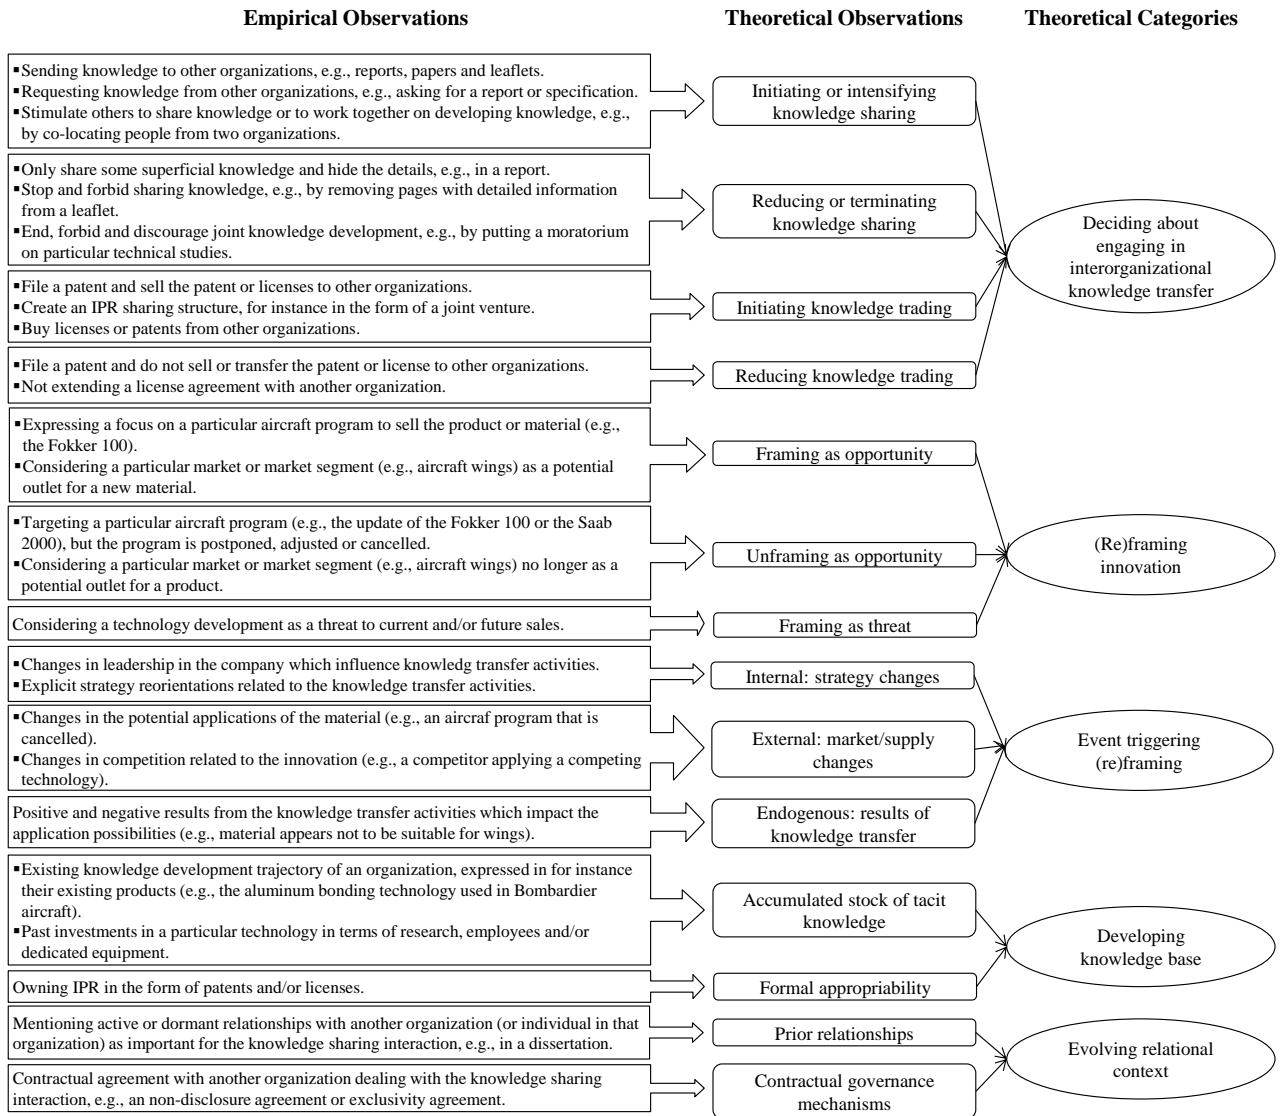 Empirical Observations
Theoretical Observations
Theoretical Categories
▪Sending knowledge to other organizations, e.g., reports, papers and leaflets.
▪Requesting knowledge from other organizations, e.g., asking for a report or specification.
▪Stimulate others to share knowledge or to work together on developing knowledge, e.g.,
by co-locating people from two organizations.
Initiating or intensifying
knowledge sharing
▪Only share some superficial knowledge and hide the details, e.g., in a report.
▪Stop and forbid sharing knowledge, e.g., by removing pages with detailed information
from a leaflet.
▪End, forbid and discourage joint knowledge development, e.g., by putting a moratorium
on particular technical studies.
Reducing or terminating
knowledge sharing
Deciding about
engaging in
interorganizational
knowledge transfer
▪File a patent and sell the patent or licenses to other organizations.
▪Create an IPR sharing structure, for instance in the form of a joint venture.
▪Buy licenses or patents from other organizations.
Initiating knowledge trading
▪File a patent and do not sell or transfer the patent or license to other organizations.
▪Not extending a license agreement with another organization.
Reducing knowledge trading
▪Expressing a focus on a particular aircraft program to sell the product or material (e.g.,
the Fokker 100).
▪Considering a particular market or market segment (e.g., aircraft wings) as a potential
outlet for a new material.
Framing as opportunity
▪Targeting a particular aircraft program (e.g., the update of the Fokker 100 or the Saab
2000), but the program is postponed, adjusted or cancelled.
▪Considering a particular market or market segment (e.g., aircraft wings) no longer as a
potential outlet for a product.
Unframing as opportunity
(Re)framing
innovation
Considering a technology development as a threat to current and/or future sales.
Framing as threat
▪Changes in leadership in the company which influence knowledg transfer activities.
▪Explicit strategy reorientations related to the knowledge transfer activities.
Internal: strategy changes
▪Changes in the potential applications of the material (e.g., an aircraf program that is
cancelled).
▪Changes in competition related to the innovation (e.g., a competitor applying a competing
technology).
External: market/supply
changes
Event triggering
(re)framing
Positive and negative results from the knowledge transfer activities which impact the
application possibilities (e.g., material appears not to be suitable for wings).
Endogenous: results of
knowledge transfer
▪Existing knowledge development trajectory of an organization, expressed in for instance
their existing products (e.g., the aluminum bonding technology used in Bombardier
aircraft).
▪Past investments in a particular technology in terms of research, employees and/or
dedicated equipment.
Accumulated stock of tacit
knowledge
Developing
knowledge base
Owning IPR in the form of patents and/or licenses.
Formal appropriability
Mentioning active or dormant relationships with another organization (or individual in that
organization) as important for the knowledge sharing interaction, e.g., in a dissertation.
Prior relationships
Evolving relational
context
Contractual agreement with another organization dealing with the knowledge sharing
interaction, e.g., an non-disclosure agreement or exclusivity agreement.
Contractual governance
mechanisms